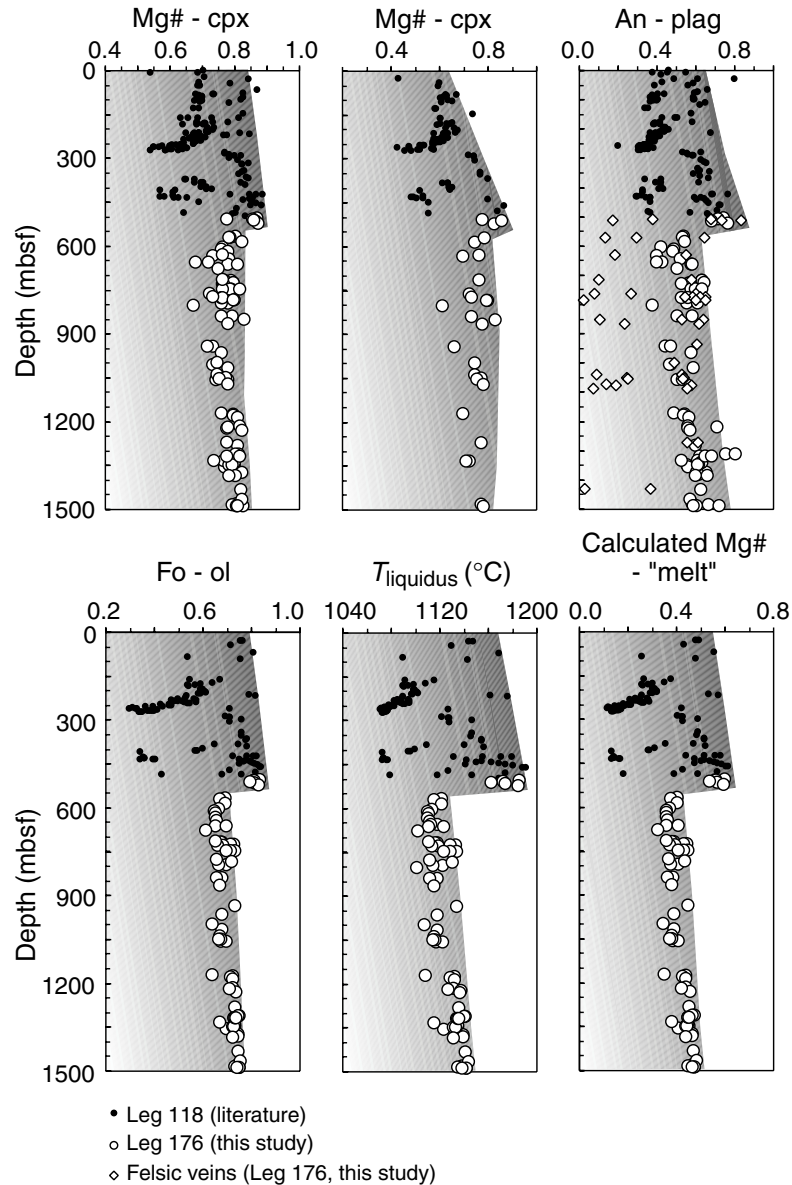 Mg# - cpx
Mg# - cpx
An - plag
0.4 0.6 0.8 1.0
0.4 0.8
0.0 0.4 0.8
0
300
600
900
1200
1500
Depth (mbsf)
Fo - ol
Tliquidus (°C)
Calculated Mg#
- "melt"
0.2 0.6 1.0
1040 1120 1200
0.0 0.4 0.8
0
300
600
900
1200
1500
Depth (mbsf)
Leg 118 (literature)
Leg 176 (this study)
Felsic veins (Leg 176, this study)